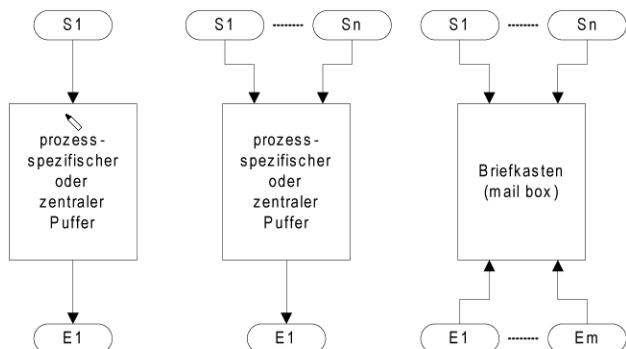 S1
S1 -------- Sn
S1 -------- Sn
prozess-
spezifischer
oder
zentraler
Puffer
prozess-
spezifischer
oder
zentraler
Puffer
Briefkasten
(mail box)
E1
E1
E1 -------- Em